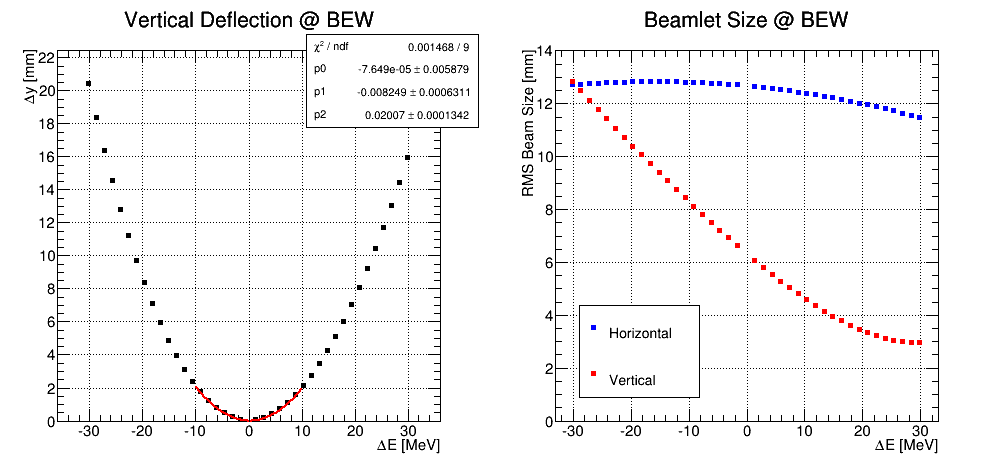 Vertical Deflection @ BEW
χ² / ndf 0.001468 / 9
p0 -7.649e-05 ± 0.005879
p1 -0.008249 ± 0.0006311
p2 0.02007 ± 0.0001342
Δy [mm]
22
20
18
16
14
12
10
8
6
4
2
0
-30 -20 -10 0 10 20 30
ΔE [MeV]
Beamlet Size @ BEW
RMS Beam Size [mm]
14
12
10
8
6
4
2
0
Horizontal
Vertical
-30 -20 -10 0 10 20 30
ΔE [MeV]